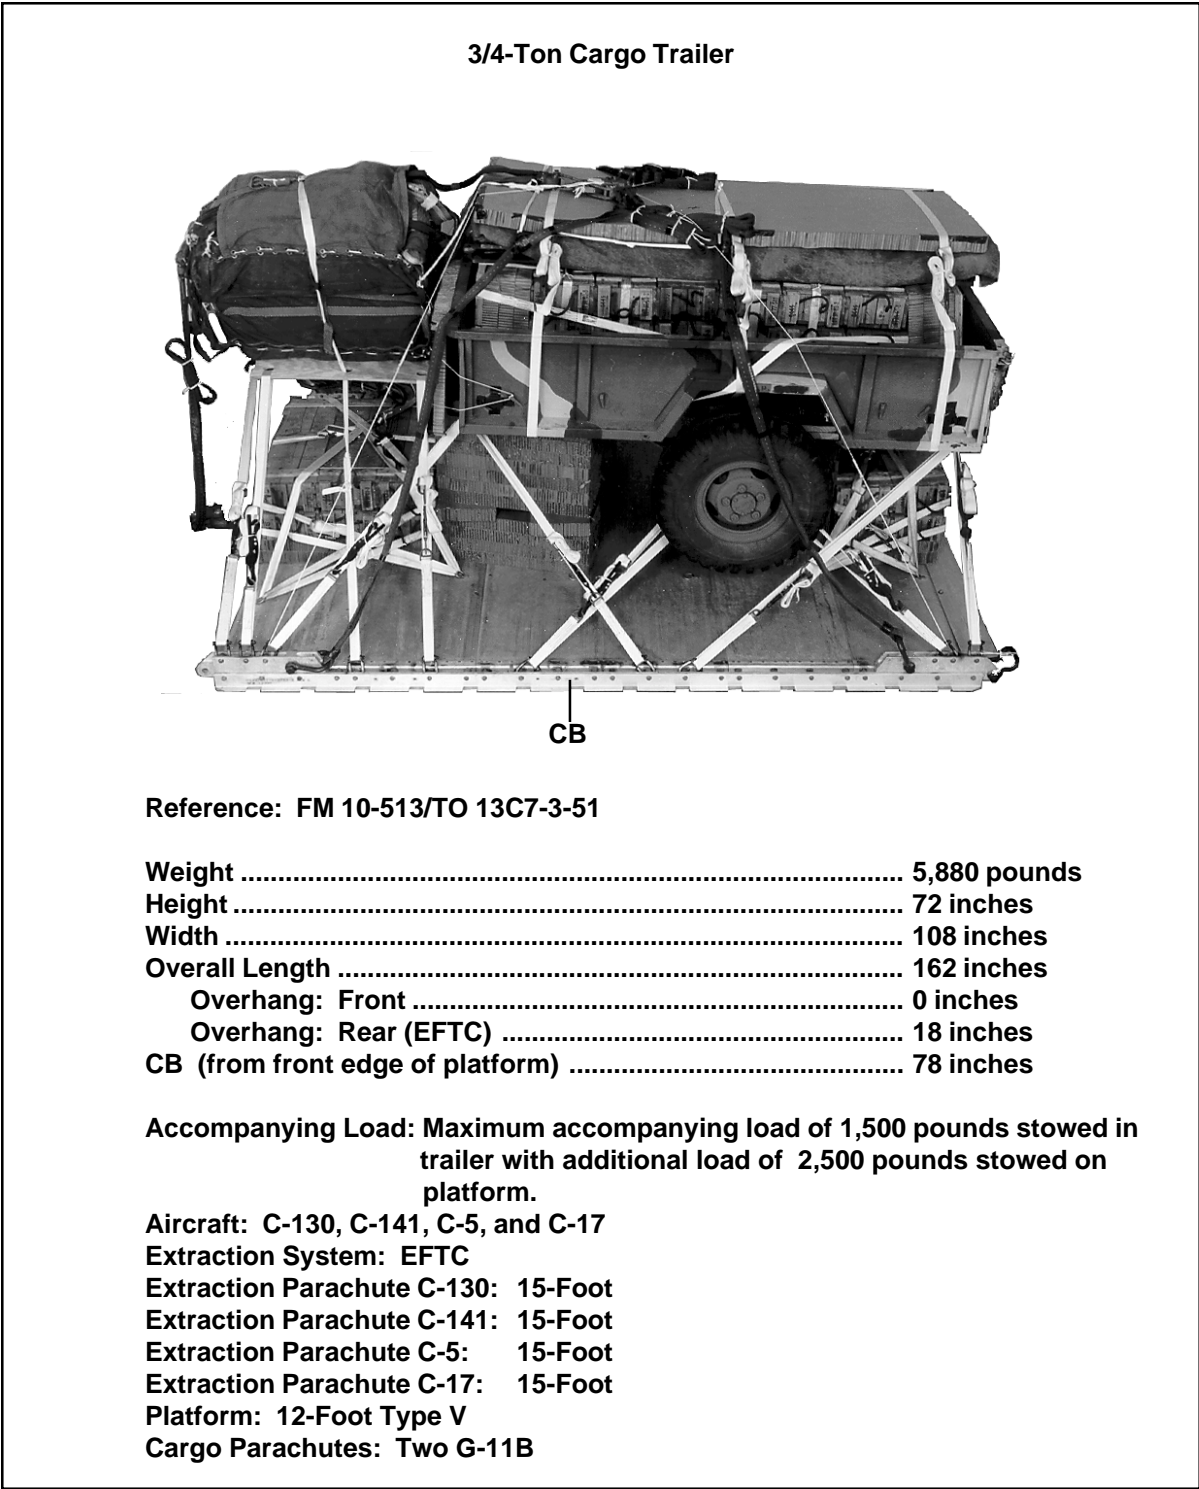 3/4-Ton Cargo Trailer
CB
Reference: FM 10-513/TO 13C7-3-51
Weight ........................................................................................ 5,880 pounds
Height ......................................................................................... 72 inches
Width .......................................................................................... 108 inches
Overall Length ........................................................................... 162 inches
Overhang: Front ................................................................. 0 inches
Overhang: Rear (EFTC) ..................................................... 18 inches
CB (from front edge of platform) ............................................ 78 inches
Accompanying Load: Maximum accompanying load of 1,500 pounds stowed in
trailer with additional load of 2,500 pounds stowed on
platform.
Aircraft: C-130, C-141, C-5, and C-17
Extraction System: EFTC
Extraction Parachute C-130: 15-Foot
Extraction Parachute C-141: 15-Foot
Extraction Parachute C-5: 15-Foot
Extraction Parachute C-17: 15-Foot
Platform: 12-Foot Type V
Cargo Parachutes: Two G-11B